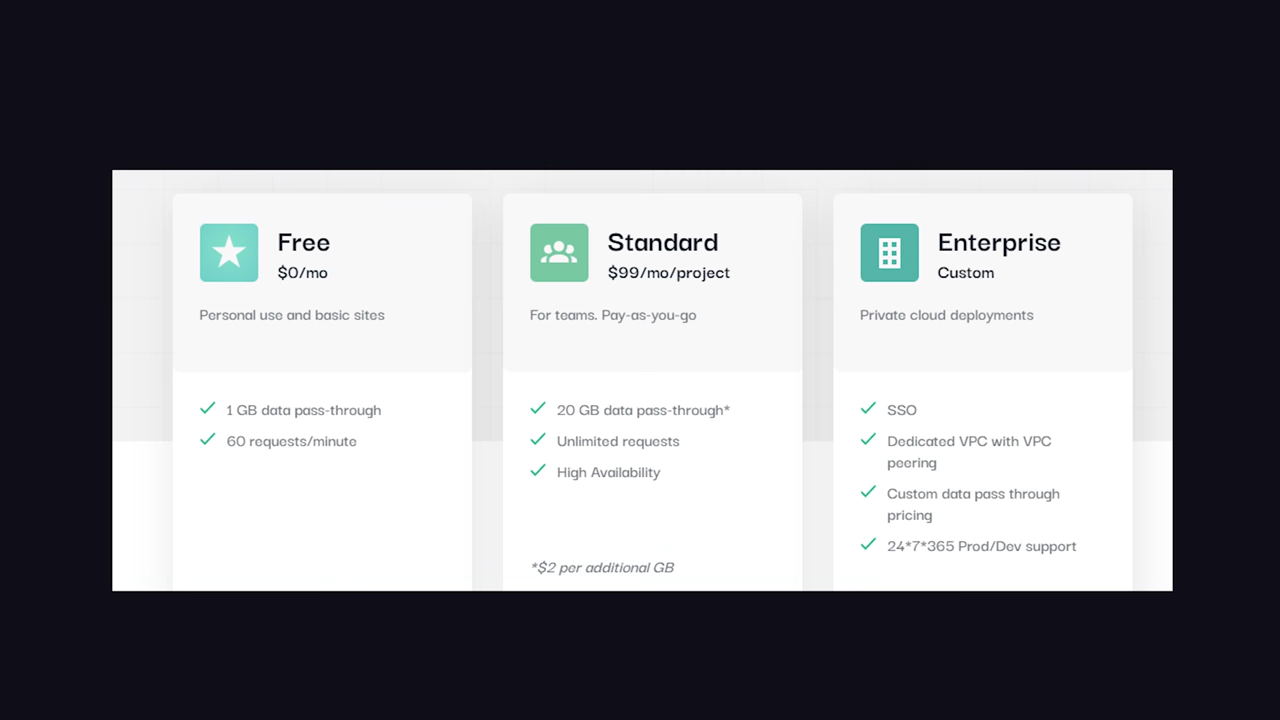 Free
$0/mo
Personal use and basic sites
1 GB data pass-through
60 requests/minute
Standard
$99/mo/project
For teams. Pay-as-you-go
20 GB data pass-through*
Unlimited requests
High Availability
*$2 per additional GB
Enterprise
Custom
Private cloud deployments
SSO
Dedicated VPC with VPC
peering
Custom data pass through
pricing
24*7*365 Prod/Dev support